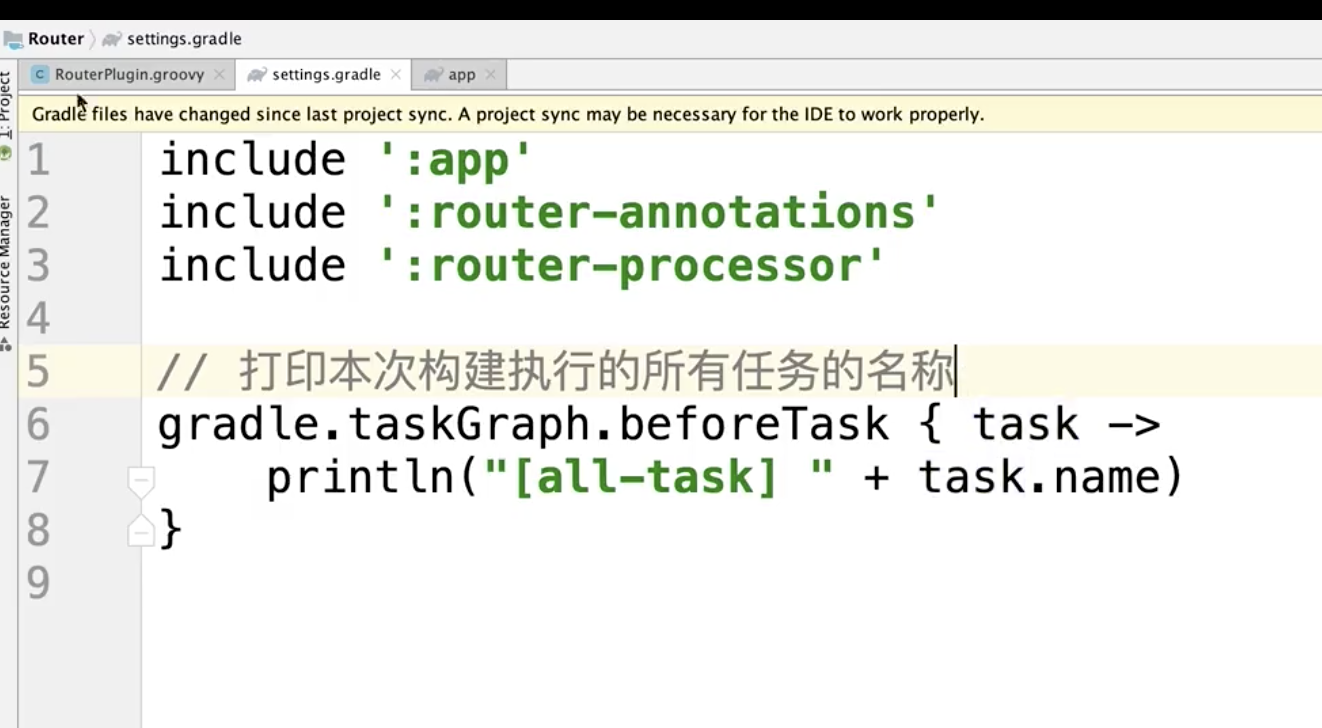 Router settings.gradle
RouterPlugin.groovy settings.gradle app
Gradle files have changed since last project sync. A project sync may be necessary for the IDE to work properly.
1: Project
Resource Manager
1 include ':app'
2 include ':router-annotations'
3 include ':router-processor'
4
5 // 打印本次构建执行的所有任务的名称
6 gradle.taskGraph.beforeTask { task ->
7 println("[all-task] " + task.name)
8 }
9